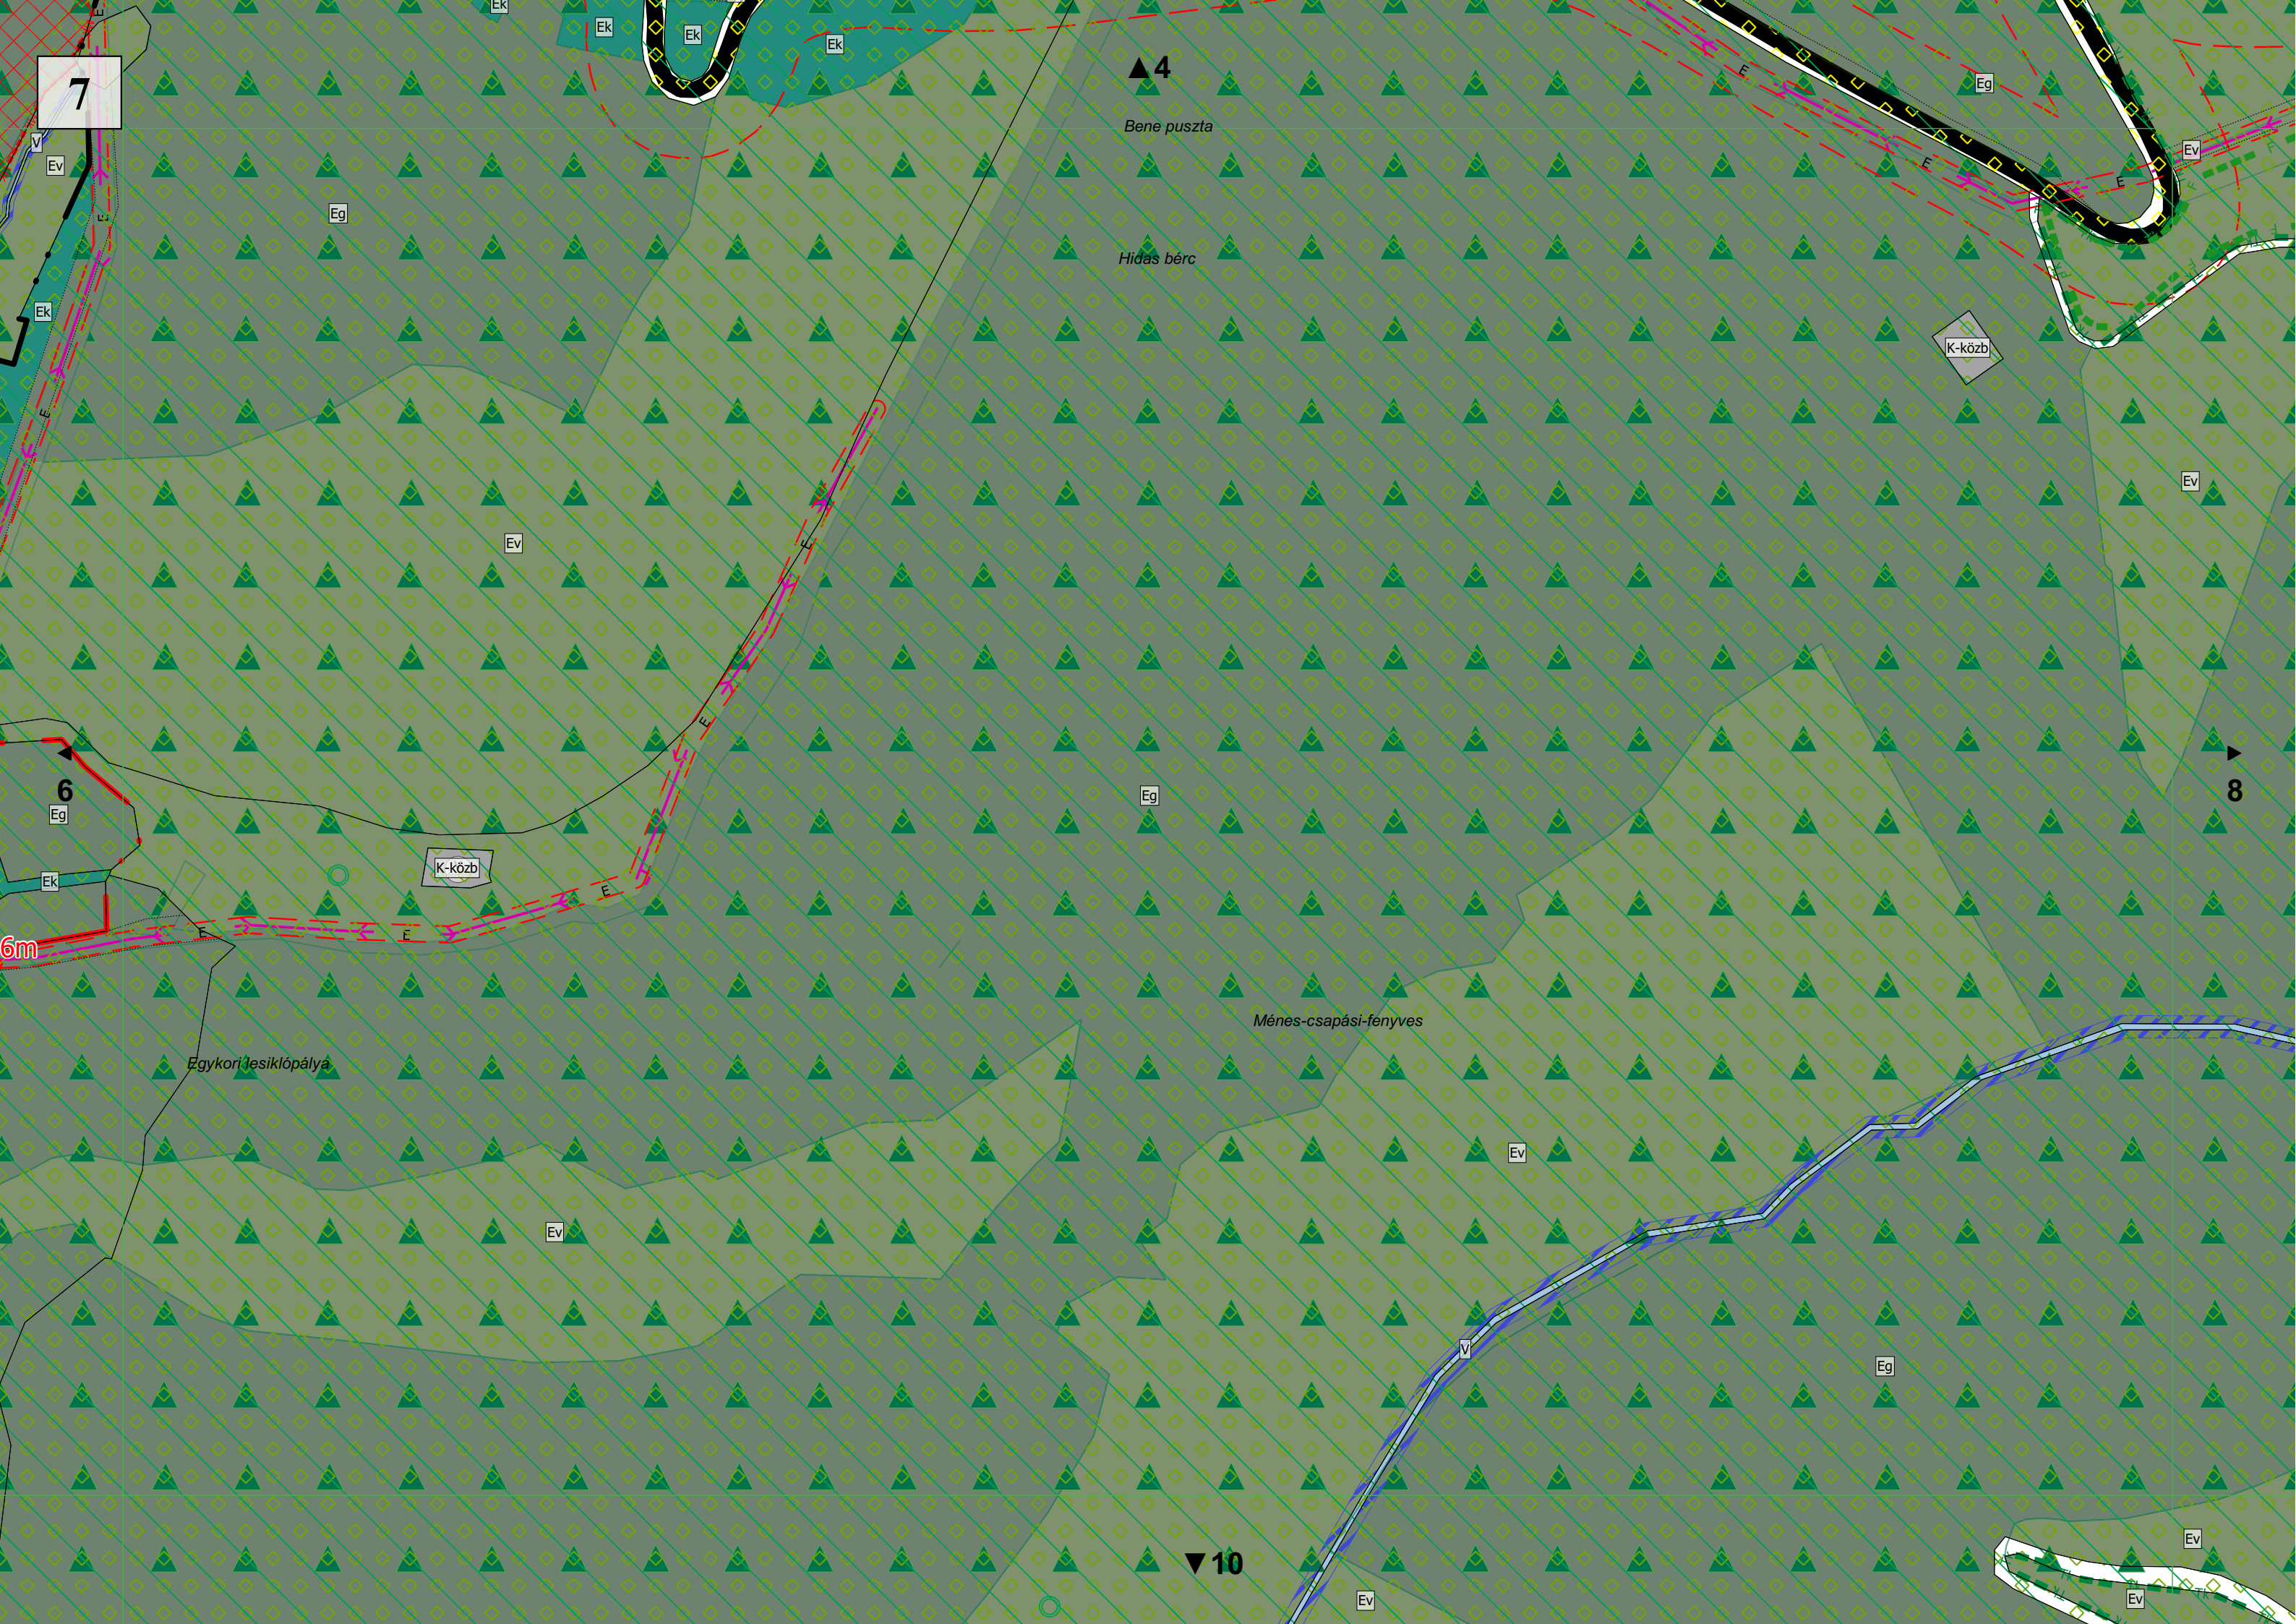 Ek
Ek
Ek
Ek
7
▲4
Eg
Bene puszta
V
Ev
Ev
E
E
E
E
E
Eg
Hidas bérc
Ek
K-közb
E
Ev
Ev
E
E
6
8
Eg
Eg
K-közb
Ek
E
E
E
6m
Ménes-csapási-fenyves
Egykori lesiklópálya
Ev
Ev
V
Eg
Ev
▼10
Ev
Ev